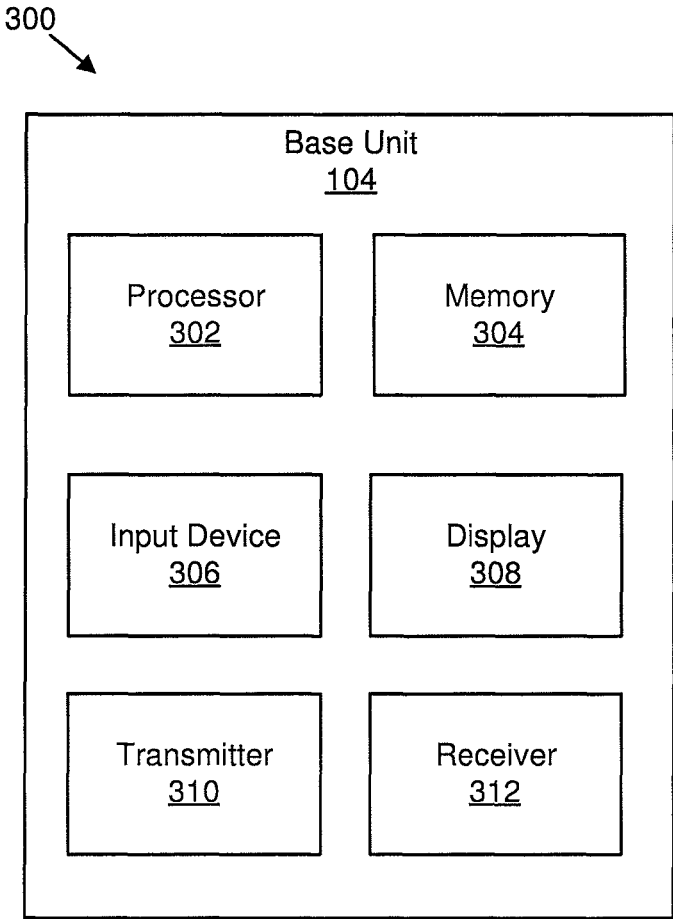 300
Base Unit
104
Processor
302
Memory
304
Input Device
306
Display
308
Transmitter
310
Receiver
312